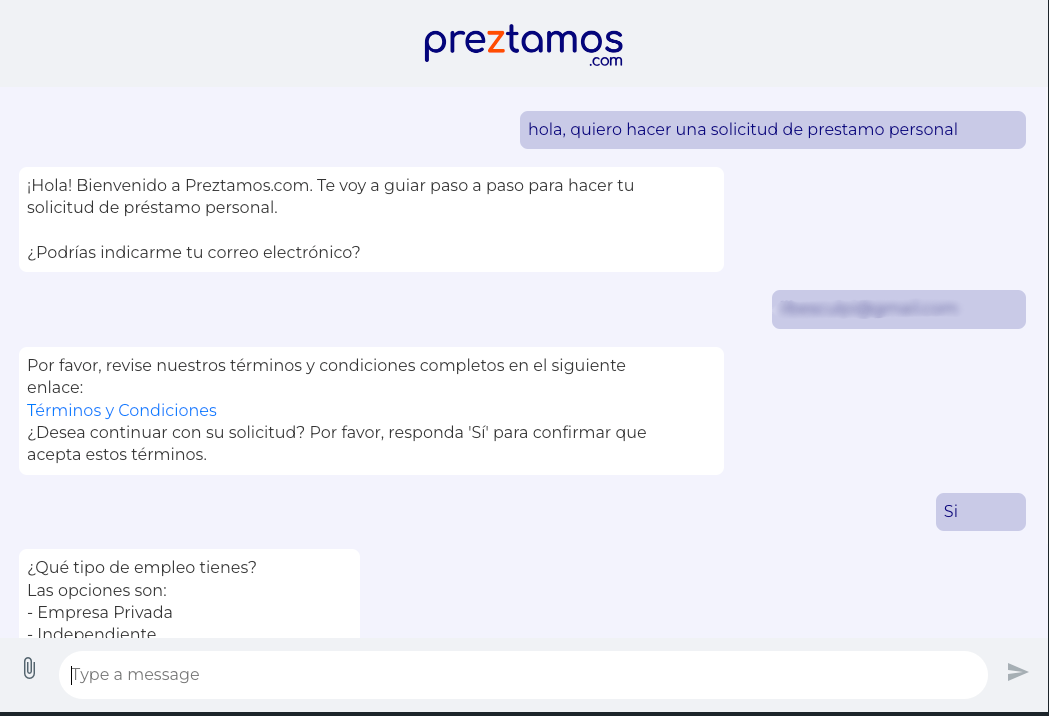 preztamos
.com
hola, quiero hacer una solicitud de prestamo personal
¡Hola! Bienvenido a Preztamos.com. Te voy a guiar paso a paso para hacer tu
solicitud de préstamo personal.
¿Podrías indicarme tu correo electrónico?
Por favor, revise nuestros términos y condiciones completos en el siguiente
enlace:
Términos y Condiciones
¿Desea continuar con su solicitud? Por favor, responda 'Sí' para confirmar que
acepta estos términos.
Si
¿Qué tipo de empleo tienes?
Las opciones son:
- Empresa Privada
- Independiente
Type a message